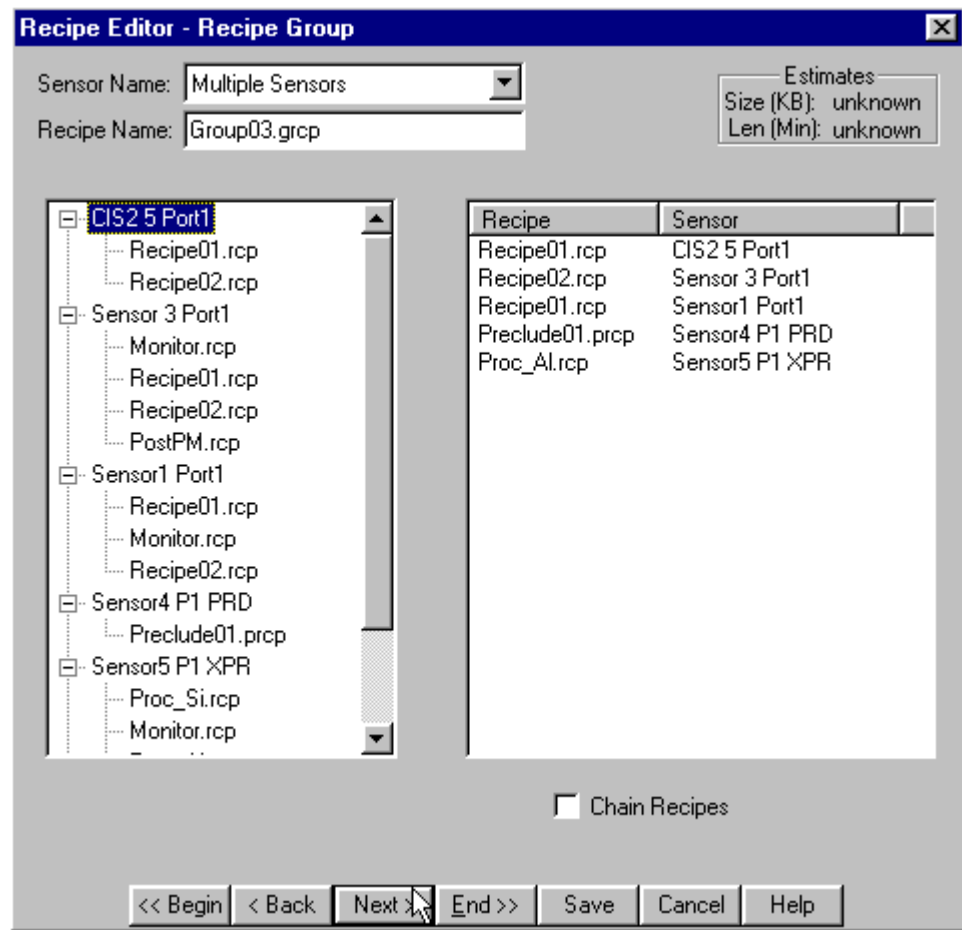 Recipe Editor - Recipe Group
Sensor Name: Multiple Sensors
Recipe Name: Group03.grcp
Estimates
Size (KB): unknown
Len (Min): unknown
CIS2 5 Port1
Recipe01.rcp
Recipe02.rcp
Sensor 3 Port1
Monitor.rcp
Recipe01.rcp
Recipe02.rcp
PostPM.rcp
Sensor1 Port1
Recipe01.rcp
Monitor.rcp
Recipe02.rcp
Sensor4 P1 PRD
Preclude01.prcp
Sensor5 P1 XPR
Proc_Si.rcp
Monitor.rcp
Recipe Sensor
Recipe01.rcp CIS2 5 Port1
Recipe02.rcp Sensor 3 Port1
Recipe01.rcp Sensor1 Port1
Preclude01.prcp Sensor4 P1 PRD
Proc_Al.rcp Sensor5 P1 XPR
Chain Recipes
<< Begin < Back Next > End >> Save Cancel Help